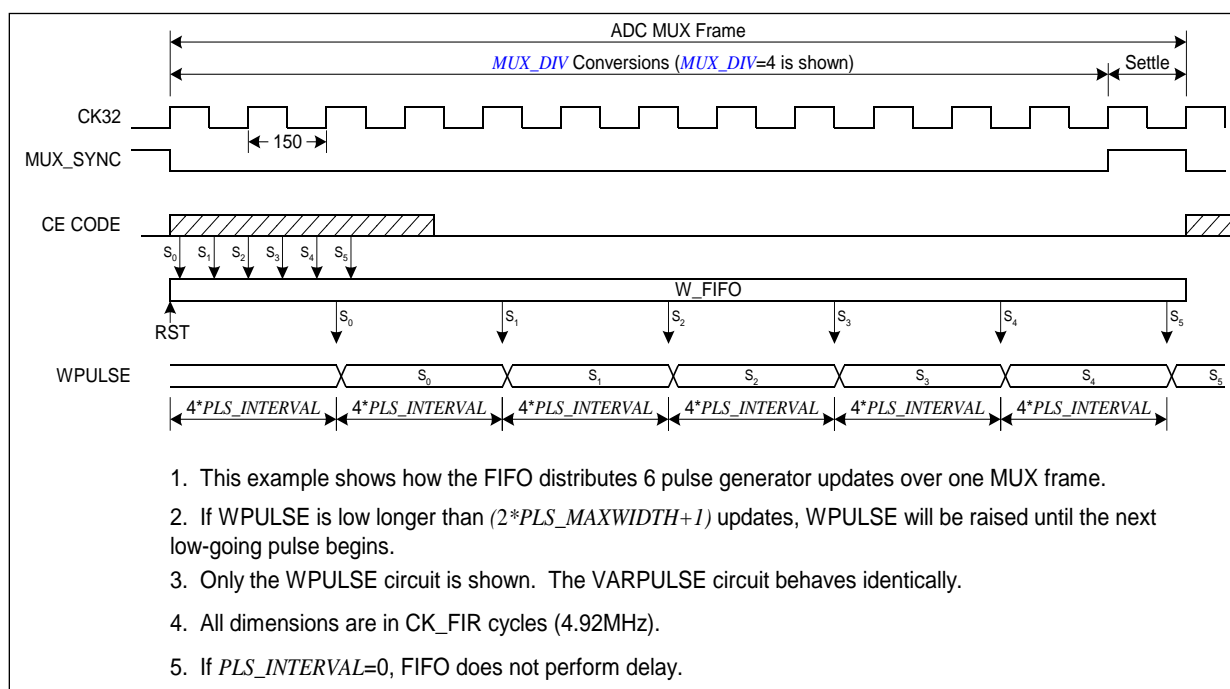 ADC MUX Frame
MUX_DIV Conversions (MUX_DIV=4 is shown)
Settle
CK32
150
MUX_SYNC
CE CODE
S0 S1 S2 S3 S4 S5
W_FIFO
RST
S0 S1 S2 S3 S4 S5
WPULSE
S0 S1 S2 S3 S4 S5
4*PLS_INTERVAL 4*PLS_INTERVAL 4*PLS_INTERVAL 4*PLS_INTERVAL 4*PLS_INTERVAL 4*PLS_INTERVAL
1. This example shows how the FIFO distributes 6 pulse generator updates over one MUX frame.
2. If WPULSE is low longer than (2*PLS_MAXWIDTH+1) updates, WPULSE will be raised until the next
low-going pulse begins.
3. Only the WPULSE circuit is shown. The VARPULSE circuit behaves identically.
4. All dimensions are in CK_FIR cycles (4.92MHz).
5. If PLS_INTERVAL=0, FIFO does not perform delay.